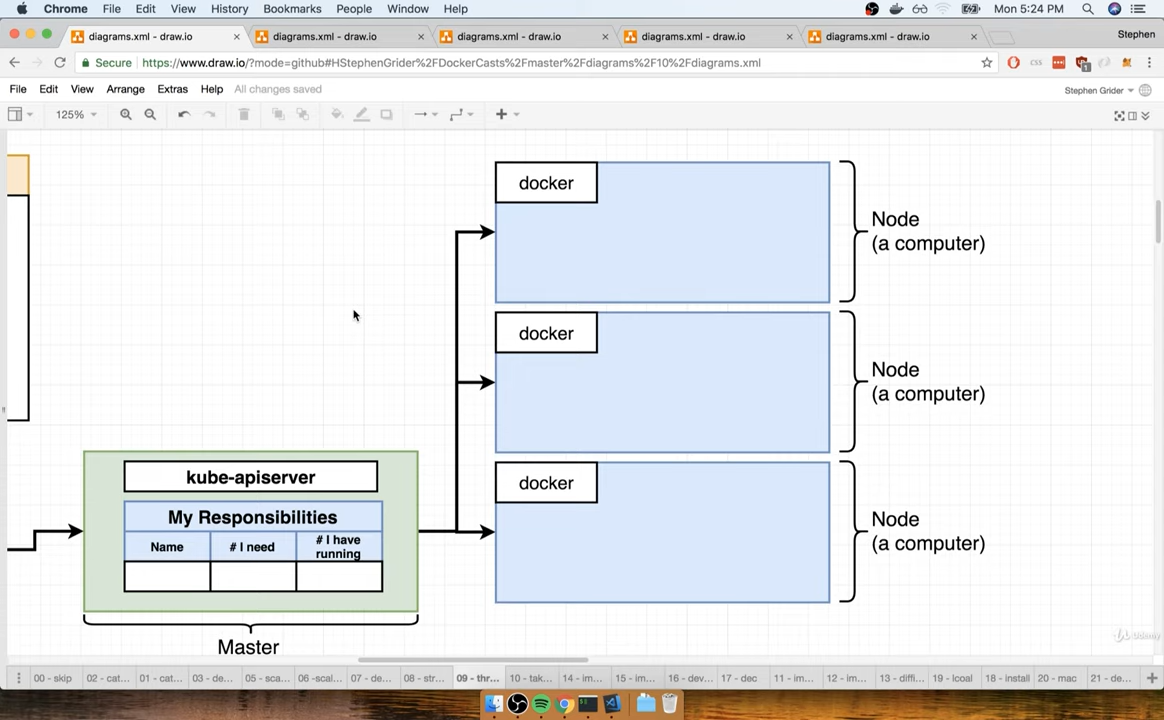 Chrome File Edit View History Bookmarks People Window Help Mon 5:24 PM
diagrams.xml - draw.io diagrams.xml - draw.io diagrams.xml - draw.io diagrams.xml - draw.io diagrams.xml - draw.io Stephen
Secure https://www.draw.io/?mode=github#HStephenGrider%2FDockerCasts%2Fmaster%2Fdiagrams%2F10%2Fdiagrams.xml
File Edit View Arrange Extras Help All changes saved Stephen Grider
125%
docker
Node
(a computer)
docker
Node
(a computer)
kube-apiserver
docker
My Responsibilities
Name # I need # I have
running
Node
(a computer)
Master
Udemy
00 - skip 02 - cat... 01 - cat... 03 - de... 05 - sca... 06 -scal... 07 - de... 08 - str... 09 - thr... 10 - tak... 14 - im... 15 - im... 16 - dev... 17 - dec 11 - im... 12 - im... 13 - diffi... 19 - lcoal 18 - install 20 - mac 21 - de...